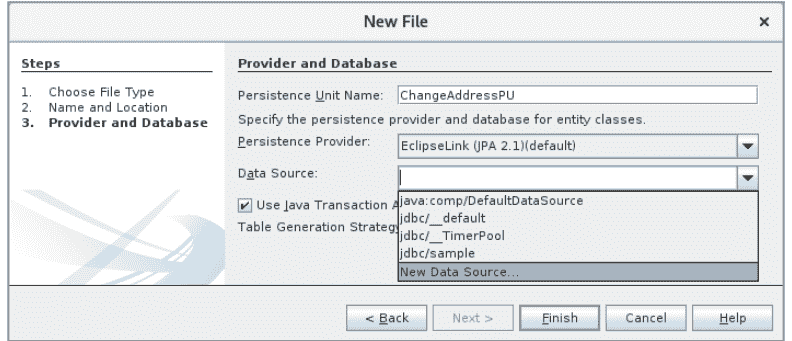 New File
×
Steps
1. Choose File Type
2. Name and Location
3. Provider and Database
Provider and Database
Persistence Unit Name: ChangeAddressPU
Specify the persistence provider and database for entity classes.
Persistence Provider: EclipseLink (JPA 2.1)(default)
Data Source:
Use Java Transaction A
java:comp/DefaultDataSource
jdbc/__default
Table Generation Strategy
jdbc/__TimerPool
jdbc/sample
New Data Source...
< Back Next > Finish Cancel Help